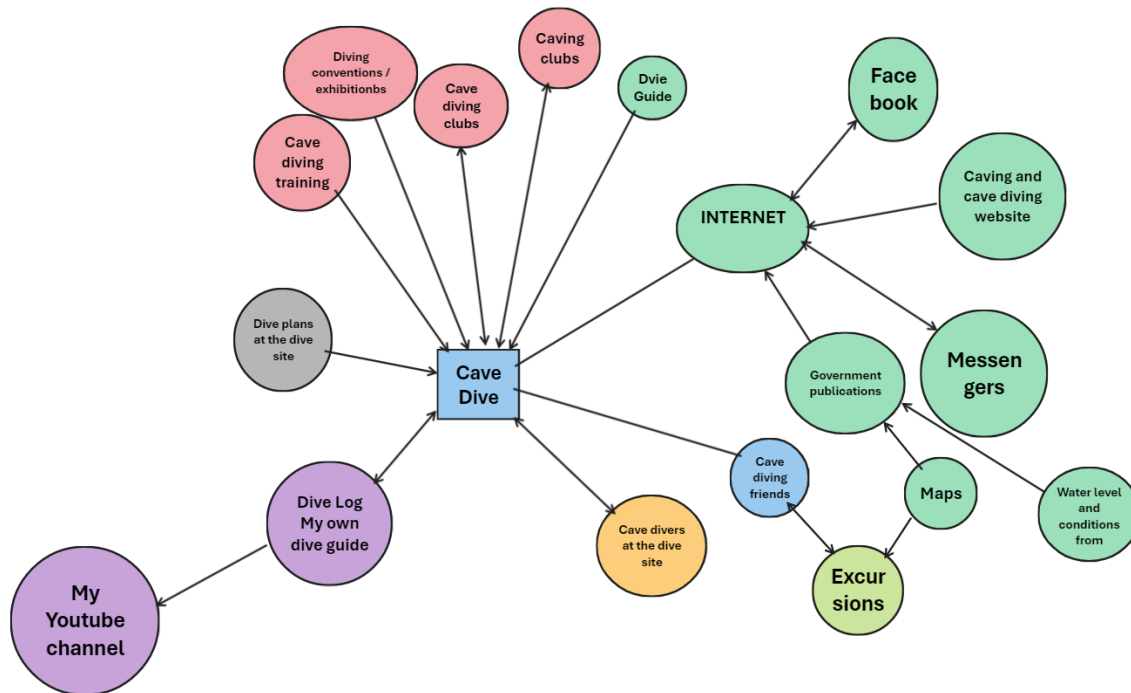 Diving
conventions /
exhibitionbs
Caving
clubs
Cave
diving
clubs
Dvie
Guide
Face
book
Cave
diving
training
Caving and
cave diving
website
INTERNET
Dive plans
at the dive
site
Cave
Dive
Government
publications
Messen
gers
Cave
diving
friends
Maps
Water level
and
conditions
from
Dive Log
My own
dive guide
Cave divers
at the dive
site
Excur
sions
My
Youtube
channel